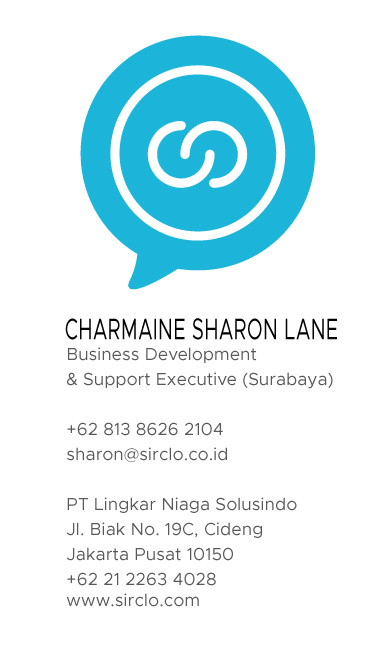 CHARMAINE SHARON LANE
Business Development
& Support Executive (Surabaya)
+62 813 8626 2104
sharon@sirclo.co.id
PT Lingkar Niaga Solusindo
Jl. Biak No. 19C, Cideng
Jakarta Pusat 10150
+62 21 2263 4028
www.sirclo.com